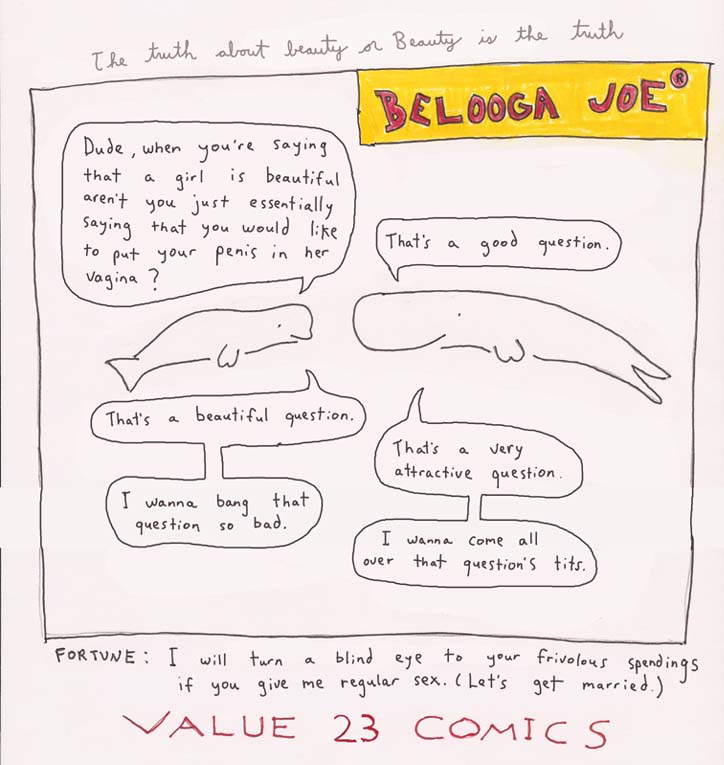 The truth about beauty or Beauty is the truth
BELOOGA JOE®
Dude, when you're saying
that a girl is beautiful
aren't you just essentially
saying that you would like
to put your penis in her
vagina?
That's a good question.
That's a beautiful question.
I wanna bang that
question so bad.
That's a very
attractive question.
I wanna come all
over that question's tits.
FORTUNE: I will turn a blind eye to your frivolous spendings
if you give me regular sex. (Let's get married.)
VALUE 23 COMICS